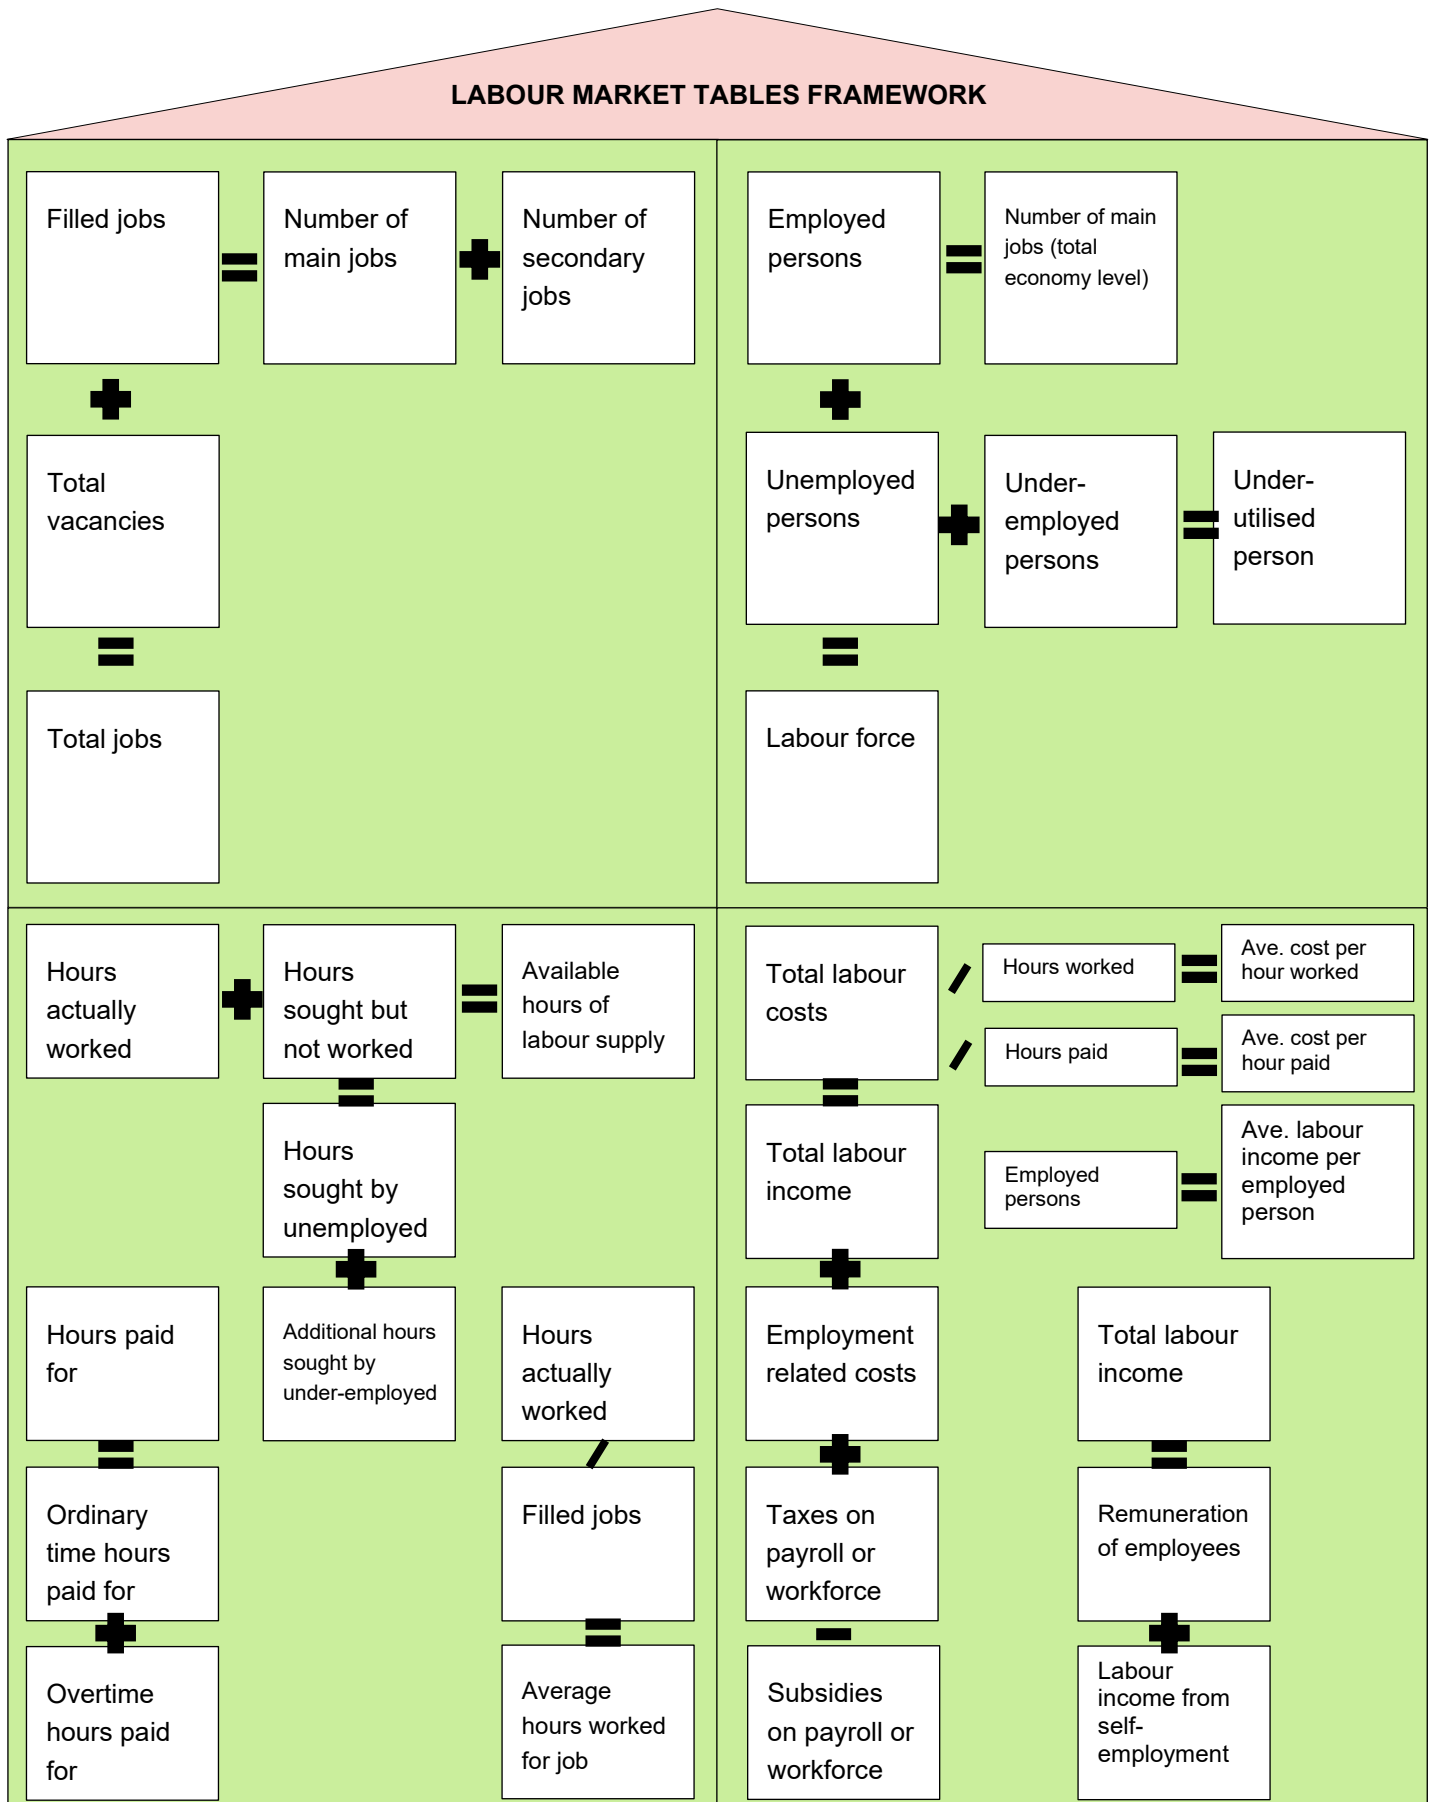 LABOUR MARKET TABLES FRAMEWORK
Filled jobs
=
Number of
main jobs
+
Number of
secondary
jobs
+
Total
vacancies
=
Total jobs
Employed
persons
=
Number of main
jobs (total
economy level)
+
Unemployed
persons
+
Under-
employed
persons
=
Under-
utilised
person
=
Labour force
Hours
actually
worked
+
Hours
sought but
not worked
=
Available
hours of
labour supply
=
Hours
sought by
unemployed
+
Additional hours
sought by
under-employed
Hours paid
for
=
Ordinary
time hours
paid for
+
Overtime
hours paid
for
Hours
actually
worked
/
Filled jobs
=
Average
hours worked
for job
Total labour
costs
/
Hours worked
=
Ave. cost per
hour worked
/
Hours paid
=
Ave. cost per
hour paid
=
Total labour
income
Employed
persons
=
Ave. labour
income per
employed
person
+
Employment
related costs
+
Taxes on
payroll or
workforce
-
Subsidies
on payroll or
workforce
Total labour
income
=
Remuneration
of employees
+
Labour
income from
self-
employment